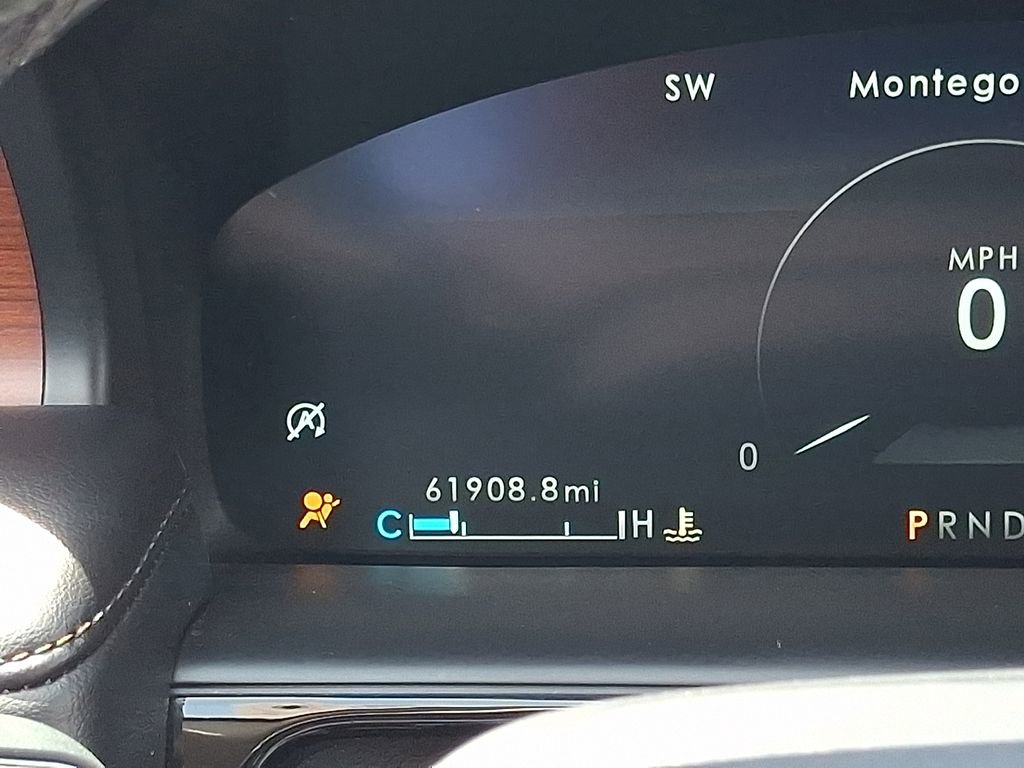 SW Montego
MPH
0
A
0
61908.8mi
C H
PRND